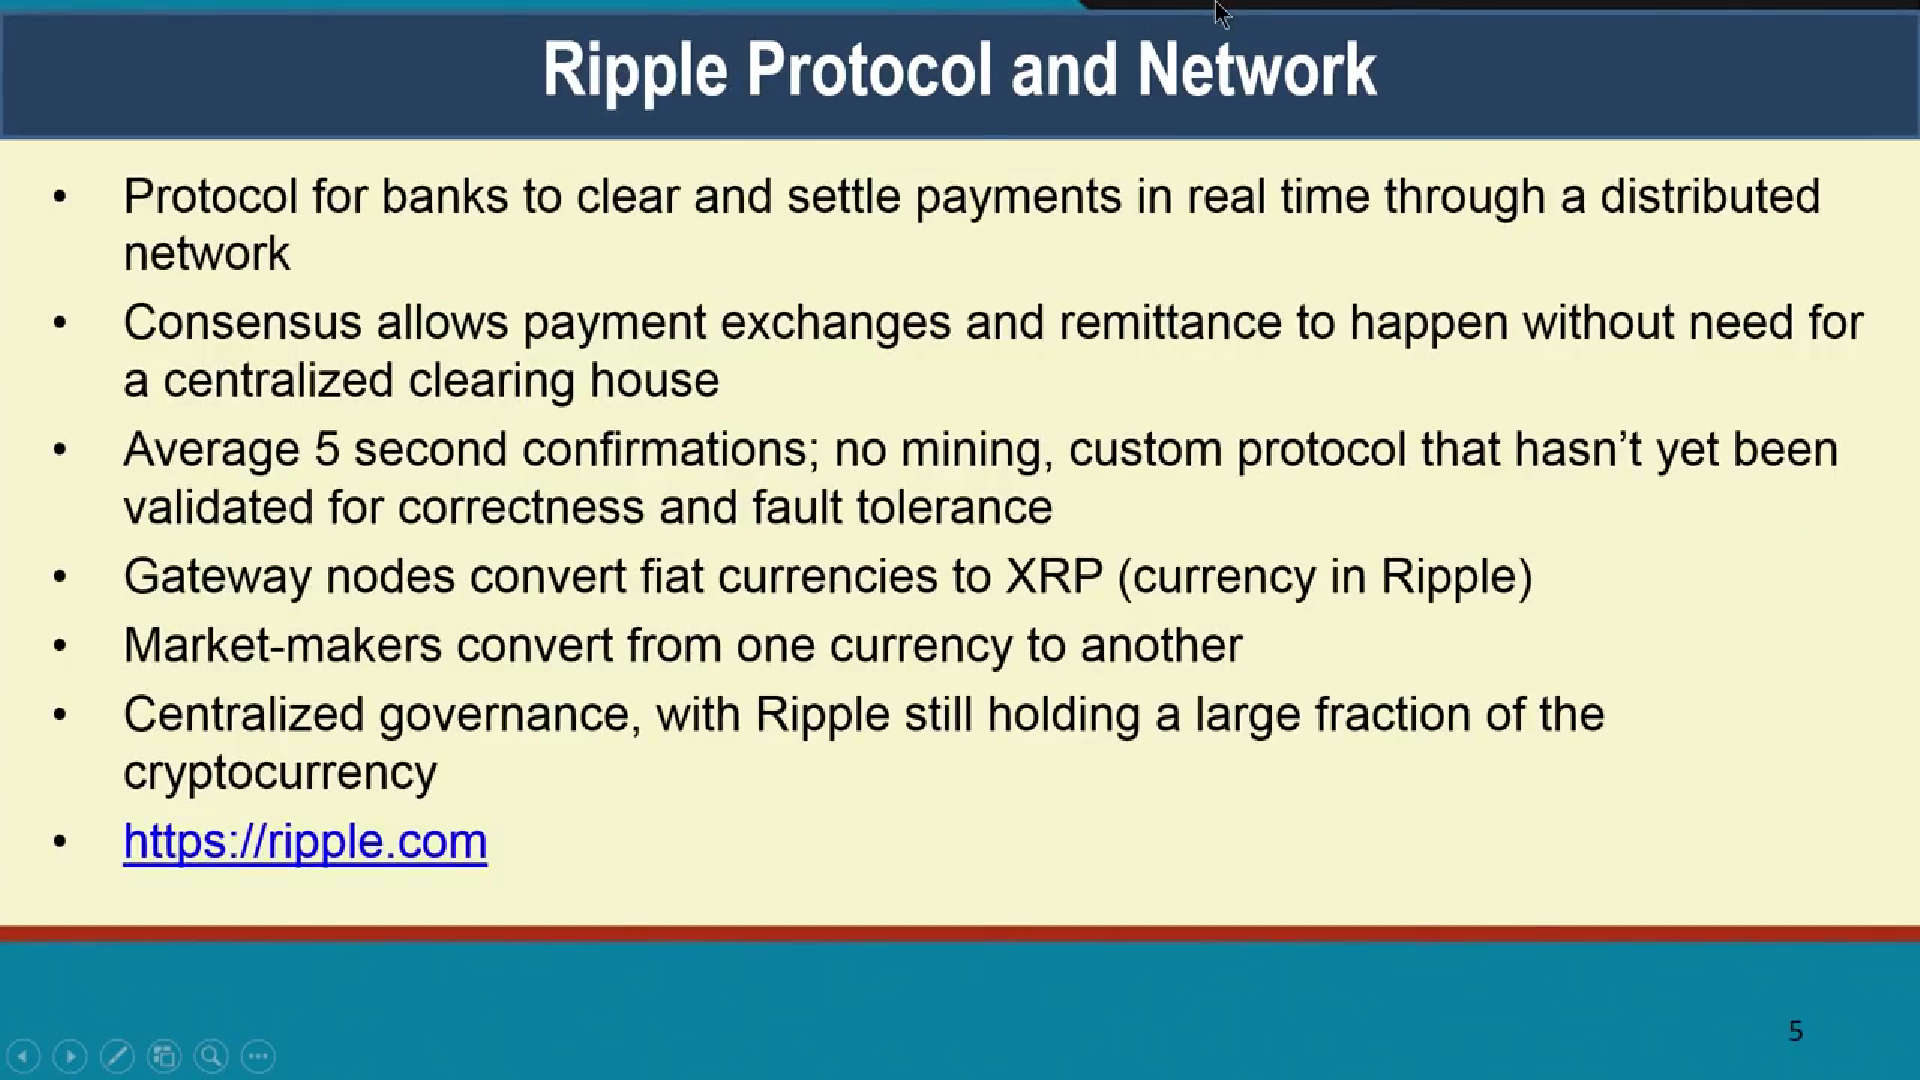 Ripple Protocol and Network
• Protocol for banks to clear and settle payments in real time through a distributed
network
• Consensus allows payment exchanges and remittance to happen without need for
a centralized clearing house
• Average 5 second confirmations; no mining, custom protocol that hasn’t yet been
validated for correctness and fault tolerance
• Gateway nodes convert fiat currencies to XRP (currency in Ripple)
• Market-makers convert from one currency to another
• Centralized governance, with Ripple still holding a large fraction of the
cryptocurrency
• https://ripple.com
5